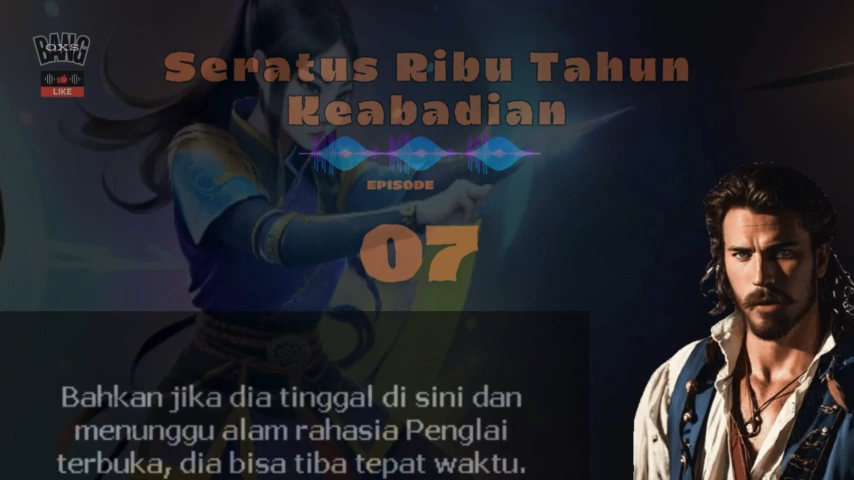 BANG
OXS
LIKE
Seratus Ribu Tahun
Keabadian
EPISODE
07
Bahkan jika dia tinggal di sini dan
menunggu alam rahasia Penglai
terbuka, dia bisa tiba tepat waktu.